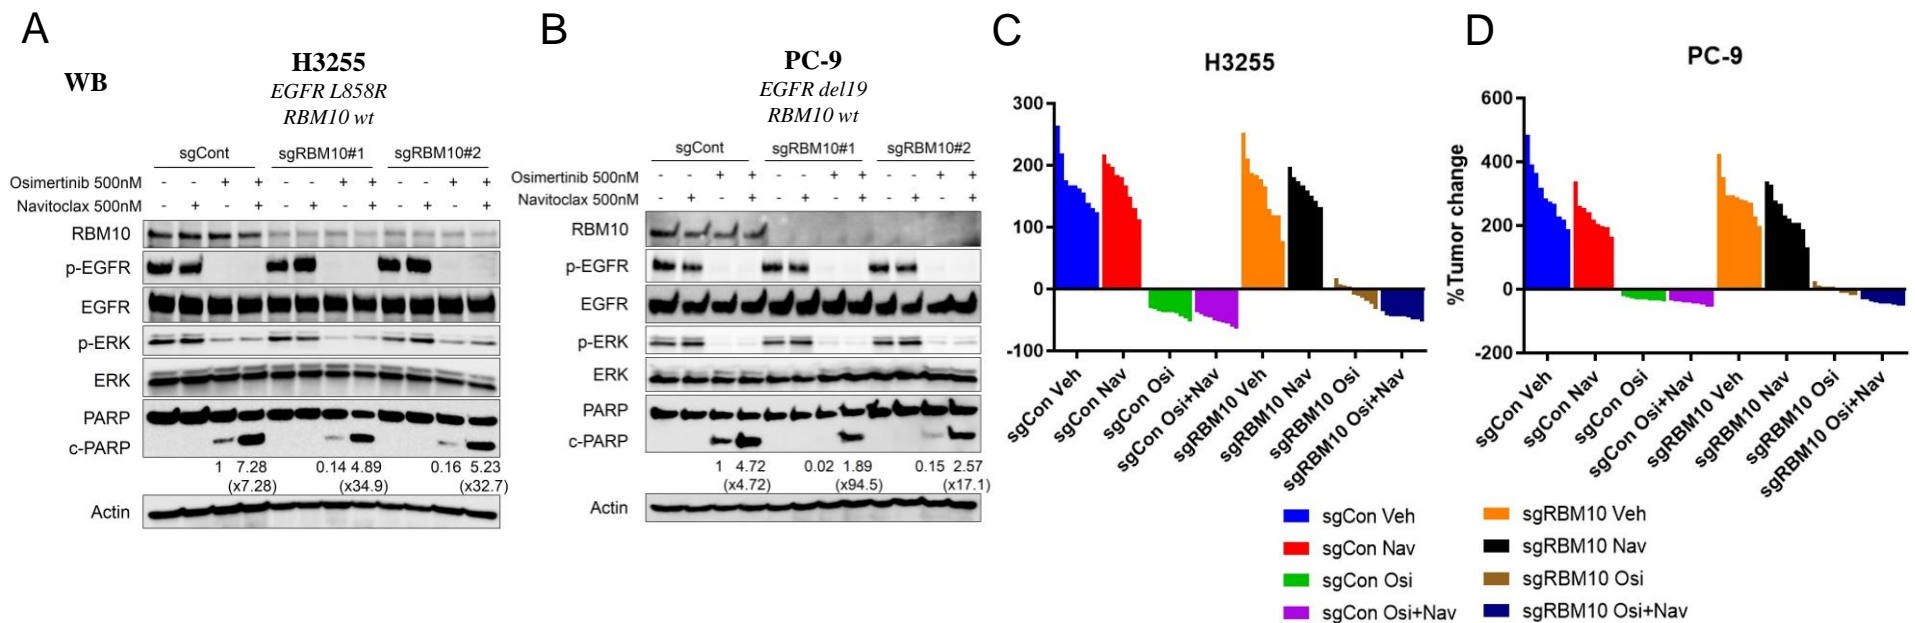 A
WB
H3255
EGFR L858R
RBM10 wt
sgCont sgRBM10#1 sgRBM10#2
Osimertinib 500nM - - + + - - + + - - + +
Navitoclax 500nM - + - + - + - + - + - +
RBM10
p-EGFR
EGFR
p-ERK
ERK
PARP
c-PARP
1 7.28 0.14 4.89 0.16 5.23
(x7.28) (x34.9) (x32.7)
Actin
B
PC-9
EGFR del19
RBM10 wt
sgCont sgRBM10#1 sgRBM10#2
Osimertinib 500nM - - + + - - + + - - + +
Navitoclax 500nM - + - + - + - + - + - +
RBM10
p-EGFR
EGFR
p-ERK
ERK
PARP
c-PARP
1 4.72 0.02 1.89 0.15 2.57
(x4.72) (x94.5) (x17.1)
Actin
C
H3255
300
200
100
0
-100
sgCon Veh
sgCon Nav
sgCon Osi
sgCon Osi+Nav
sgRBM10 Veh
sgRBM10 Nav
sgRBM10 Osi
sgRBM10 Osi+Nav
D
PC-9
%Tumor change
600
400
200
0
-200
sgCon Veh
sgCon Nav
sgCon Osi
sgCon Osi+Nav
sgRBM10 Veh
sgRBM10 Nav
sgRBM10 Osi
sgRBM10 Osi+Nav
sgCon Veh
sgCon Nav
sgCon Osi
sgCon Osi+Nav
sgRBM10 Veh
sgRBM10 Nav
sgRBM10 Osi
sgRBM10 Osi+Nav